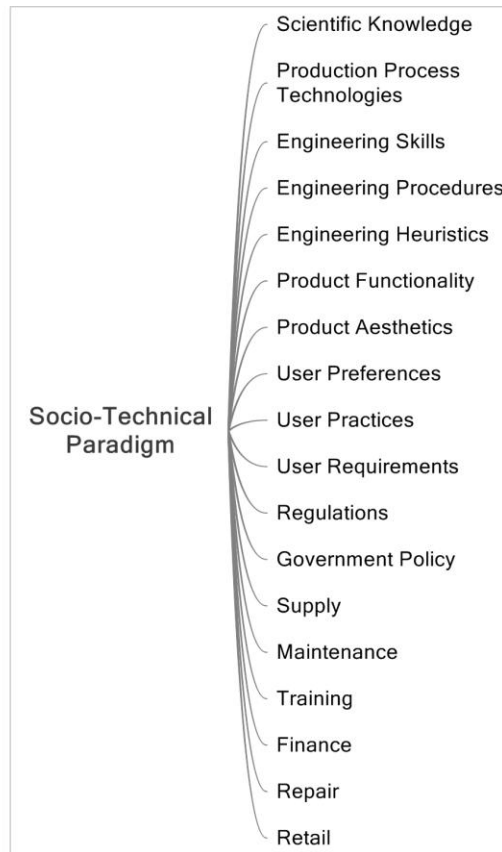 Scientific Knowledge
Production Process
Technologies
Engineering Skills
Engineering Procedures
Engineering Heuristics
Product Functionality
Product Aesthetics
User Preferences
Socio-Technical
Paradigm
User Practices
User Requirements
Regulations
Government Policy
Supply
Maintenance
Training
Finance
Repair
Retail